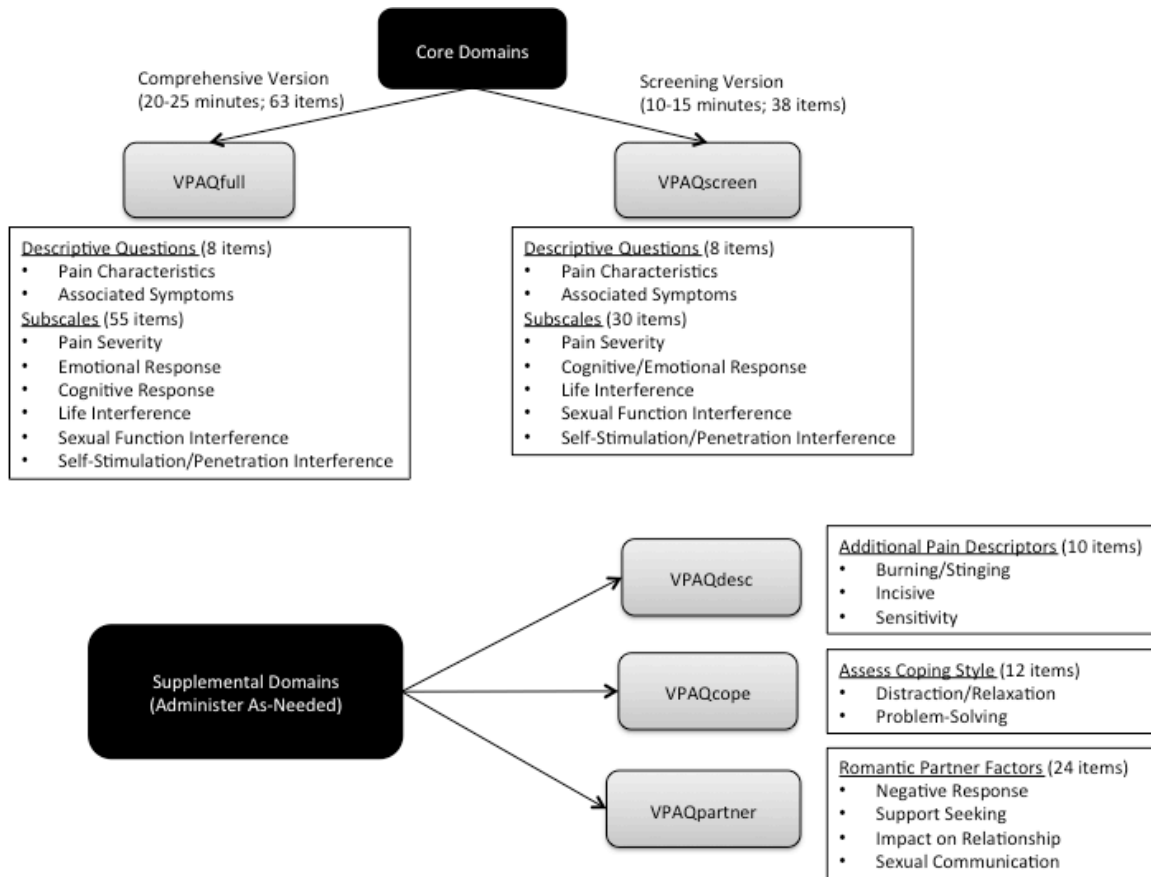 Core Domains
Comprehensive Version
(20-25 minutes; 63 items)
Screening Version
(10-15 minutes; 38 items)
VPAQfull
VPAQscreen
Descriptive Questions (8 items)
• Pain Characteristics
• Associated Symptoms
Subscales (55 items)
• Pain Severity
• Emotional Response
• Cognitive Response
• Life Interference
• Sexual Function Interference
• Self-Stimulation/Penetration Interference
Descriptive Questions (8 items)
• Pain Characteristics
• Associated Symptoms
Subscales (30 items)
• Pain Severity
• Cognitive/Emotional Response
• Life Interference
• Sexual Function Interference
• Self-Stimulation/Penetration Interference
Supplemental Domains
(Administer As-Needed)
VPAQdesc
Additional Pain Descriptors (10 items)
• Burning/Stinging
• Incisive
• Sensitivity
VPAQcope
Assess Coping Style (12 items)
• Distraction/Relaxation
• Problem-Solving
VPAQpartner
Romantic Partner Factors (24 items)
• Negative Response
• Support Seeking
• Impact on Relationship
• Sexual Communication